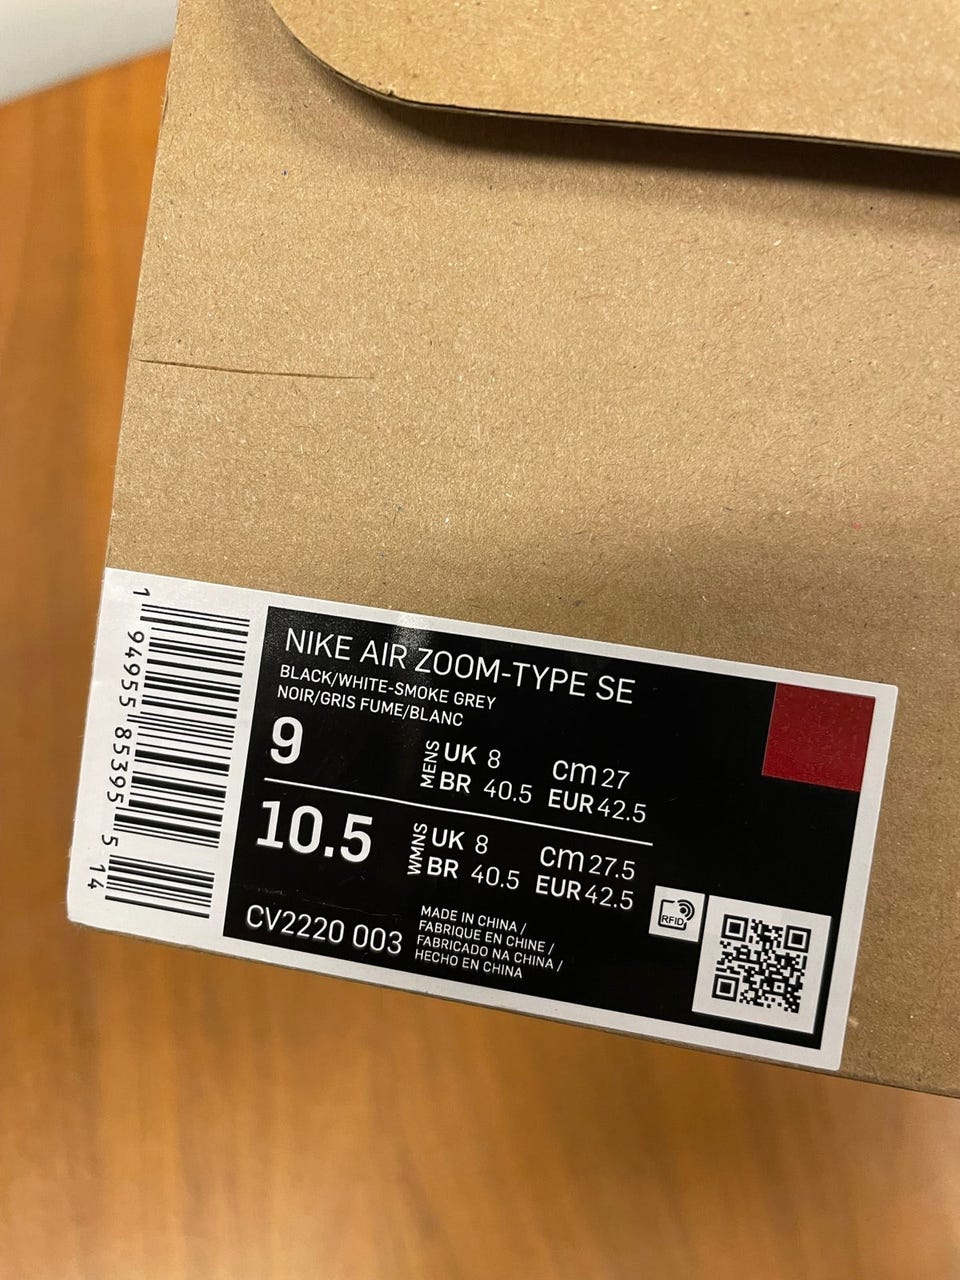 NIKE AIR ZOOM-TYPE SE
BLACK/WHITE-SMOKE GREY
NOIR/GRIS FUME/BLANC
9 MENS UK 8 cm 27
BR 40.5 EUR 42.5
10.5 WMNS UK 8 cm 27.5
BR 40.5 EUR 42.5
CV2220 003
MADE IN CHINA /
FABRIQUE EN CHINE /
FABRICADO NA CHINA /
HECHO EN CHINA
RFID
1 94955 85395 5 14